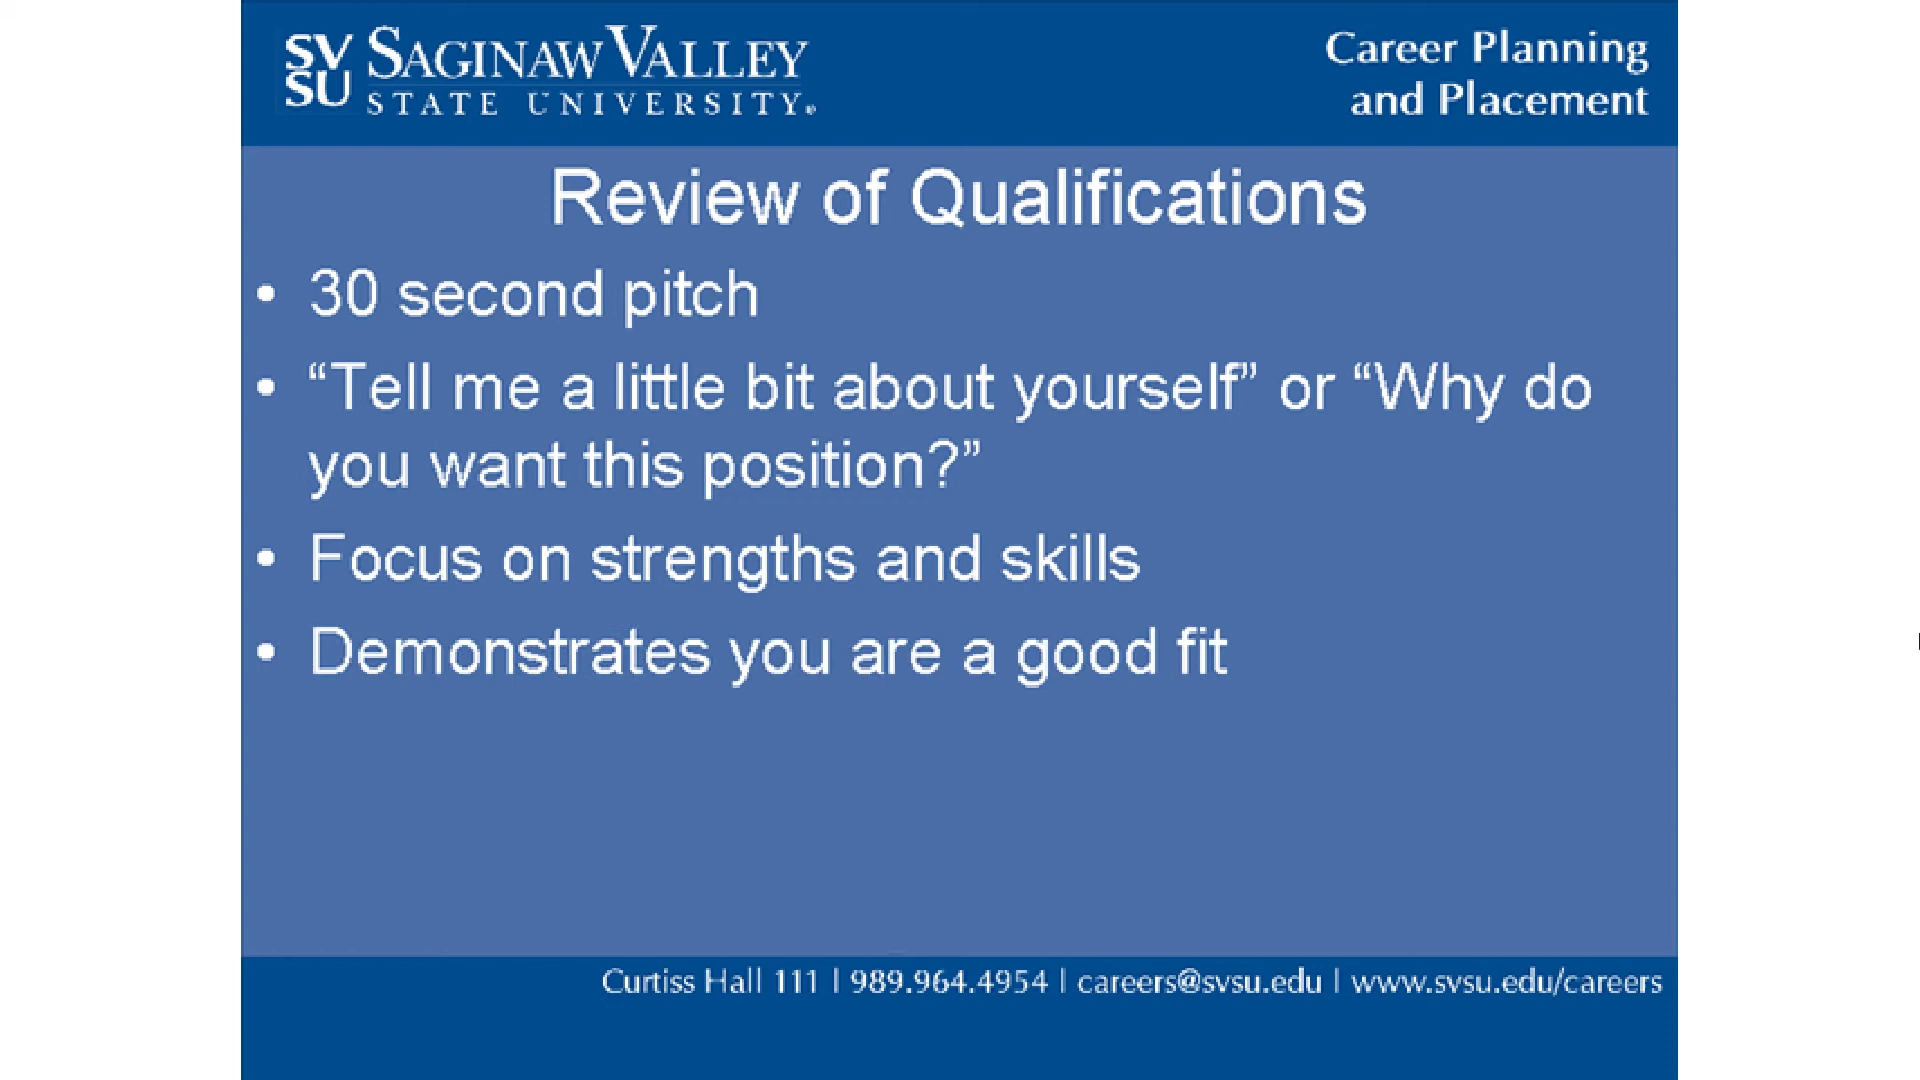 SV
SU
SAGINAW VALLEY
STATE UNIVERSITY®
Career Planning
and Placement
Review of Qualifications
• 30 second pitch
• “Tell me a little bit about yourself” or “Why do
you want this position?”
• Focus on strengths and skills
• Demonstrates you are a good fit
Curtiss Hall 111 | 989.964.4954 | careers@svsu.edu | www.svsu.edu/careers